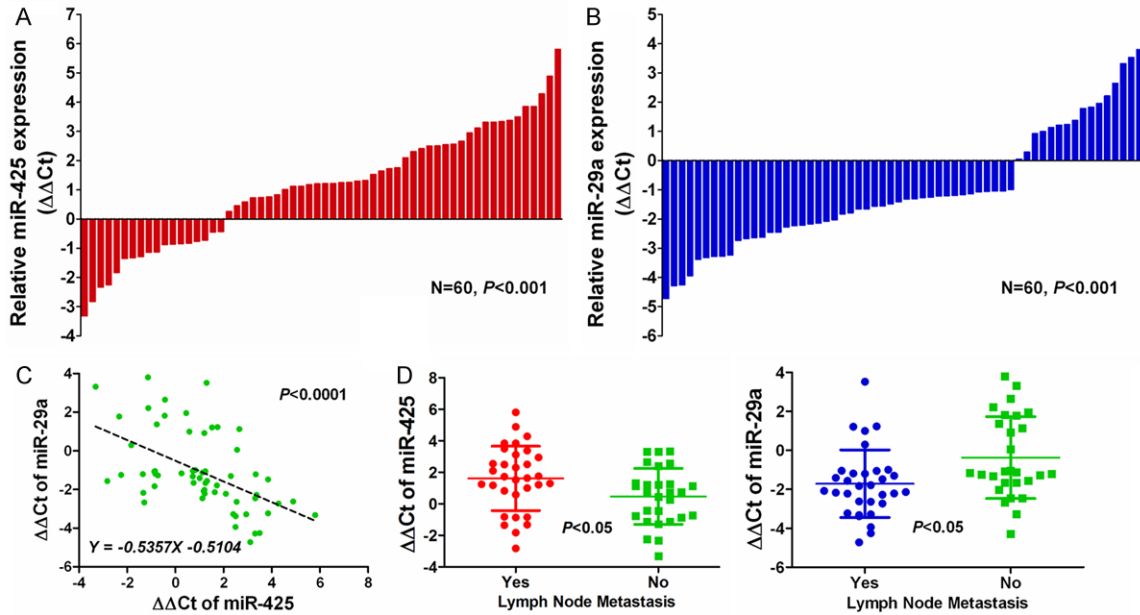 A
Relative miR-425 expression
(ΔΔCt)
7
6
5
4
3
2
1
0
-1
-2
-3
-4
N=60, P<0.001
B
Relative miR-29a expression
(ΔΔCt)
5
4
3
2
1
0
-1
-2
-3
-4
-5
N=60, P<0.001
C
ΔΔCt of miR-29a
4
2
0
-2
-4
-6
P<0.0001
Y = -0.5357X -0.5104
-4 -2 0 2 4 6 8
ΔΔCt of miR-425
D
ΔΔCt of miR-425
8
6
4
2
0
-2
-4
P<0.05
Yes No
Lymph Node Metastasis
ΔΔCt of miR-29a
4
2
0
-2
-4
-6
P<0.05
Yes No
Lymph Node Metastasis